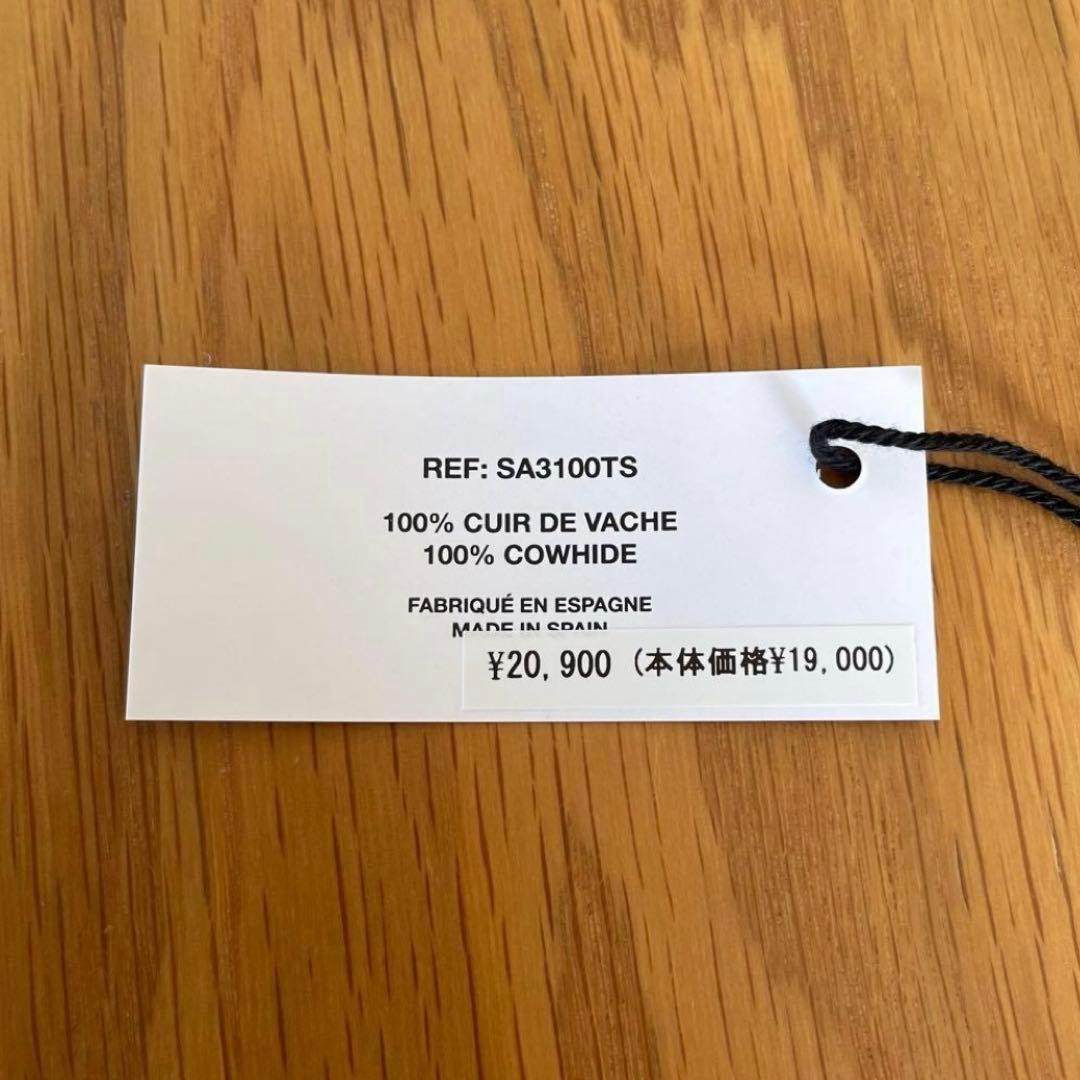 REF: SA3100TS
100% CUIR DE VACHE
100% COWHIDE
FABRIQUÉ EN ESPAGNE
MADE IN SPAIN
¥20,900 (本体価格¥19,000)